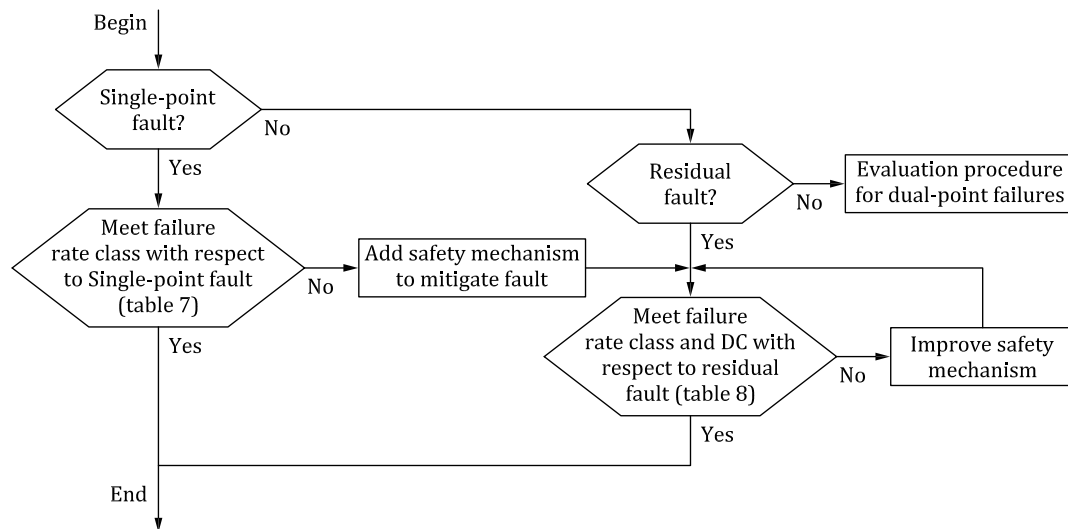 Begin
Single-point
fault?
No
Yes
Residual
fault?
No
Evaluation procedure
for dual-point failures
Yes
Meet failure
rate class with respect
to Single-point fault
(table 7)
No
Add safety mechanism
to mitigate fault
Yes
Meet failure
rate class and DC with
respect to residual
fault (table 8)
No
Improve safety
mechanism
Yes
End